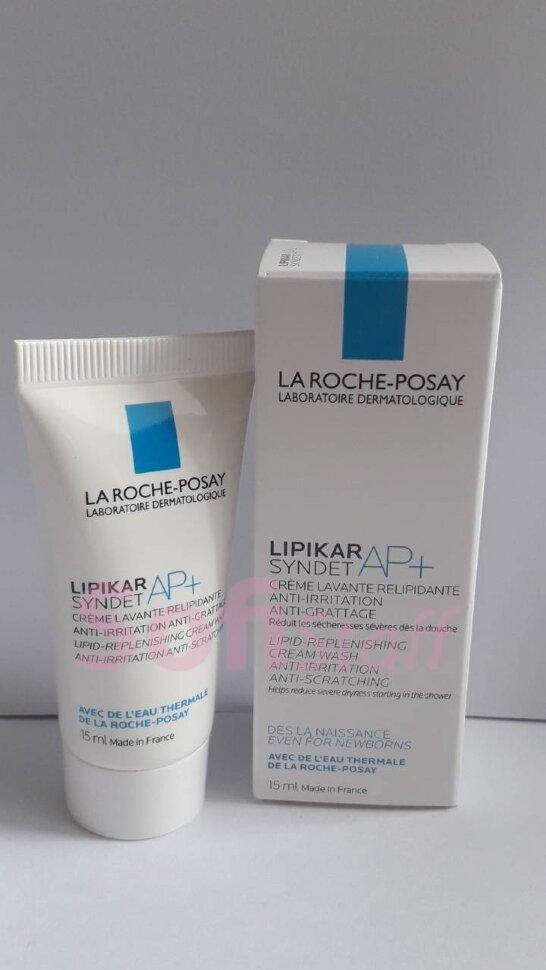 LA ROCHE-POSAY
LABORATOIRE DERMATOLOGIQUE
LIPIKAR
SYNDET AP+
CRÈME LAVANTE RELIPIDANTE
ANTI-IRRITATION ANTI-GRATTAGE
LIPID-REPLENISHING CREAM WASH
ANTI-IRRITATION ANTI-SCRATCHING
AVEC DE L'EAU THERMALE
DE LA ROCHE-POSAY
15 ml Made in France
LIPIKAR
LA ROCHE-POSAY
LABORATOIRE DERMATOLOGIQUE
LIPIKAR
SYNDET AP+
CRÈME LAVANTE RELIPIDANTE
ANTI-IRRITATION
ANTI-GRATTAGE
Réduit les sécheresses sévères dès la douche
LIPID-REPLENISHING
CREAM WASH
ANTI-IRRITATION
ANTI-SCRATCHING
Helps reduce severe dryness starting in the shower
DÈS LA NAISSANCE
EVEN FOR NEWBORNS
AVEC DE L'EAU THERMALE
DE LA ROCHE-POSAY
15 ml Made in France